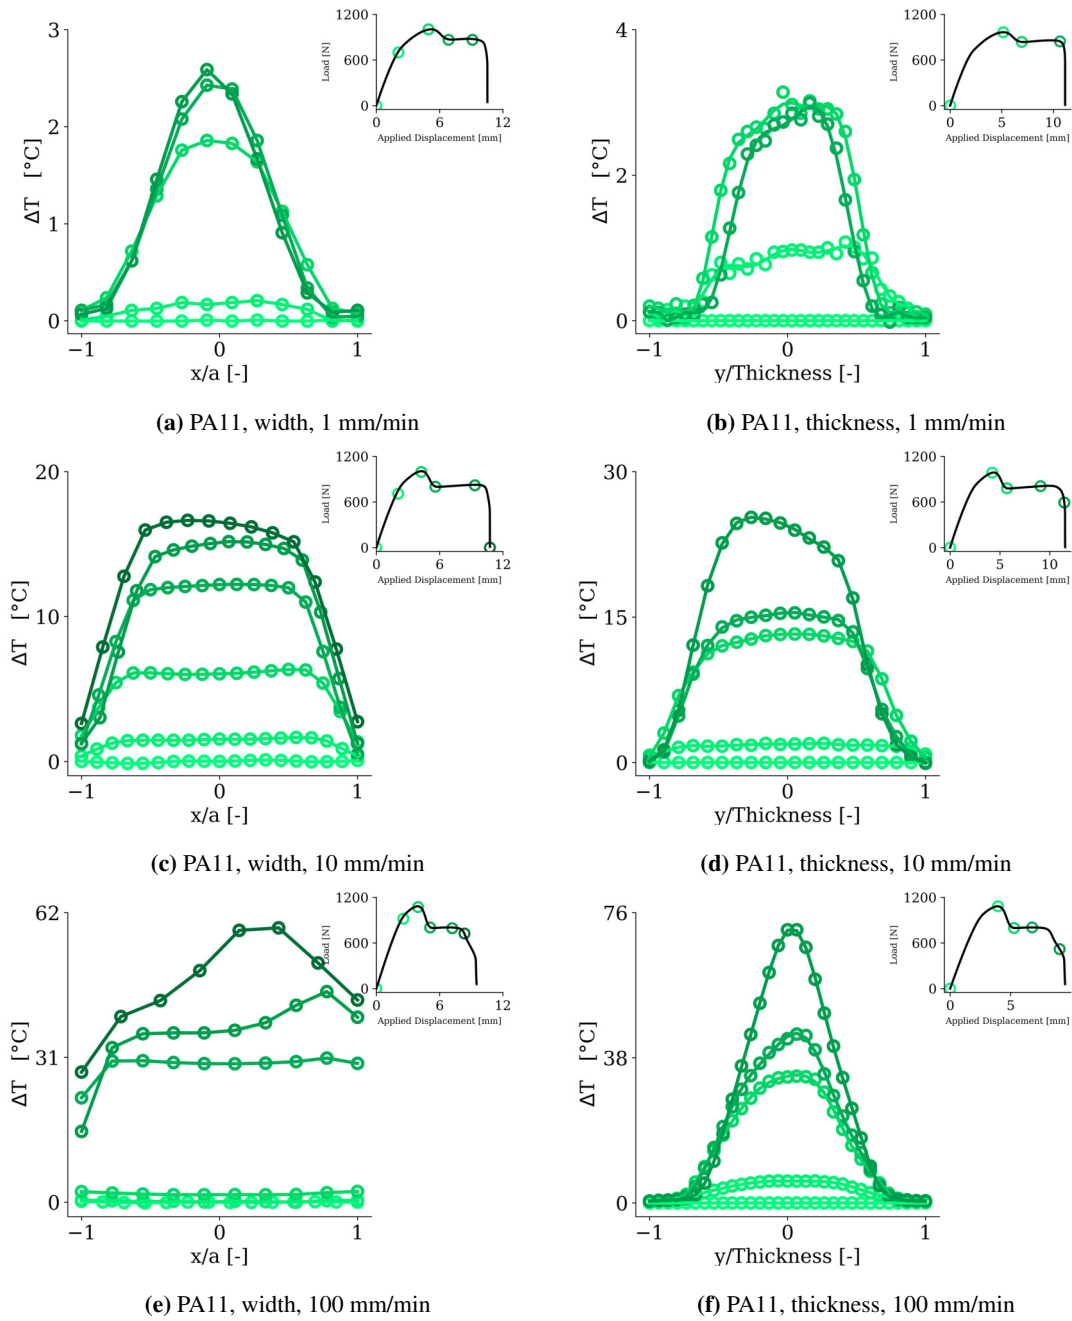 3
2
1
0
ΔT [°C]
−1
0
1
x/a [-]
1200
600
0
Load [N]
0
6
12
Applied Displacement [mm]
(a) PA11, width, 1 mm/min
4
2
0
ΔT [°C]
−1
0
1
y/Thickness [-]
1200
600
0
Load [N]
0
5
10
Applied Displacement [mm]
(b) PA11, thickness, 1 mm/min
20
10
0
ΔT [°C]
−1
0
1
x/a [-]
1200
600
0
Load [N]
0
6
12
Applied Displacement [mm]
(c) PA11, width, 10 mm/min
30
15
0
ΔT [°C]
−1
0
1
y/Thickness [-]
1200
600
0
Load [N]
0
5
10
Applied Displacement [mm]
(d) PA11, thickness, 10 mm/min
62
31
0
ΔT [°C]
−1
0
1
x/a [-]
1200
600
0
Load [N]
0
6
12
Applied Displacement [mm]
(e) PA11, width, 100 mm/min
76
38
0
ΔT [°C]
−1
0
1
y/Thickness [-]
1200
600
0
Load [N]
0
5
Applied Displacement [mm]
(f) PA11, thickness, 100 mm/min